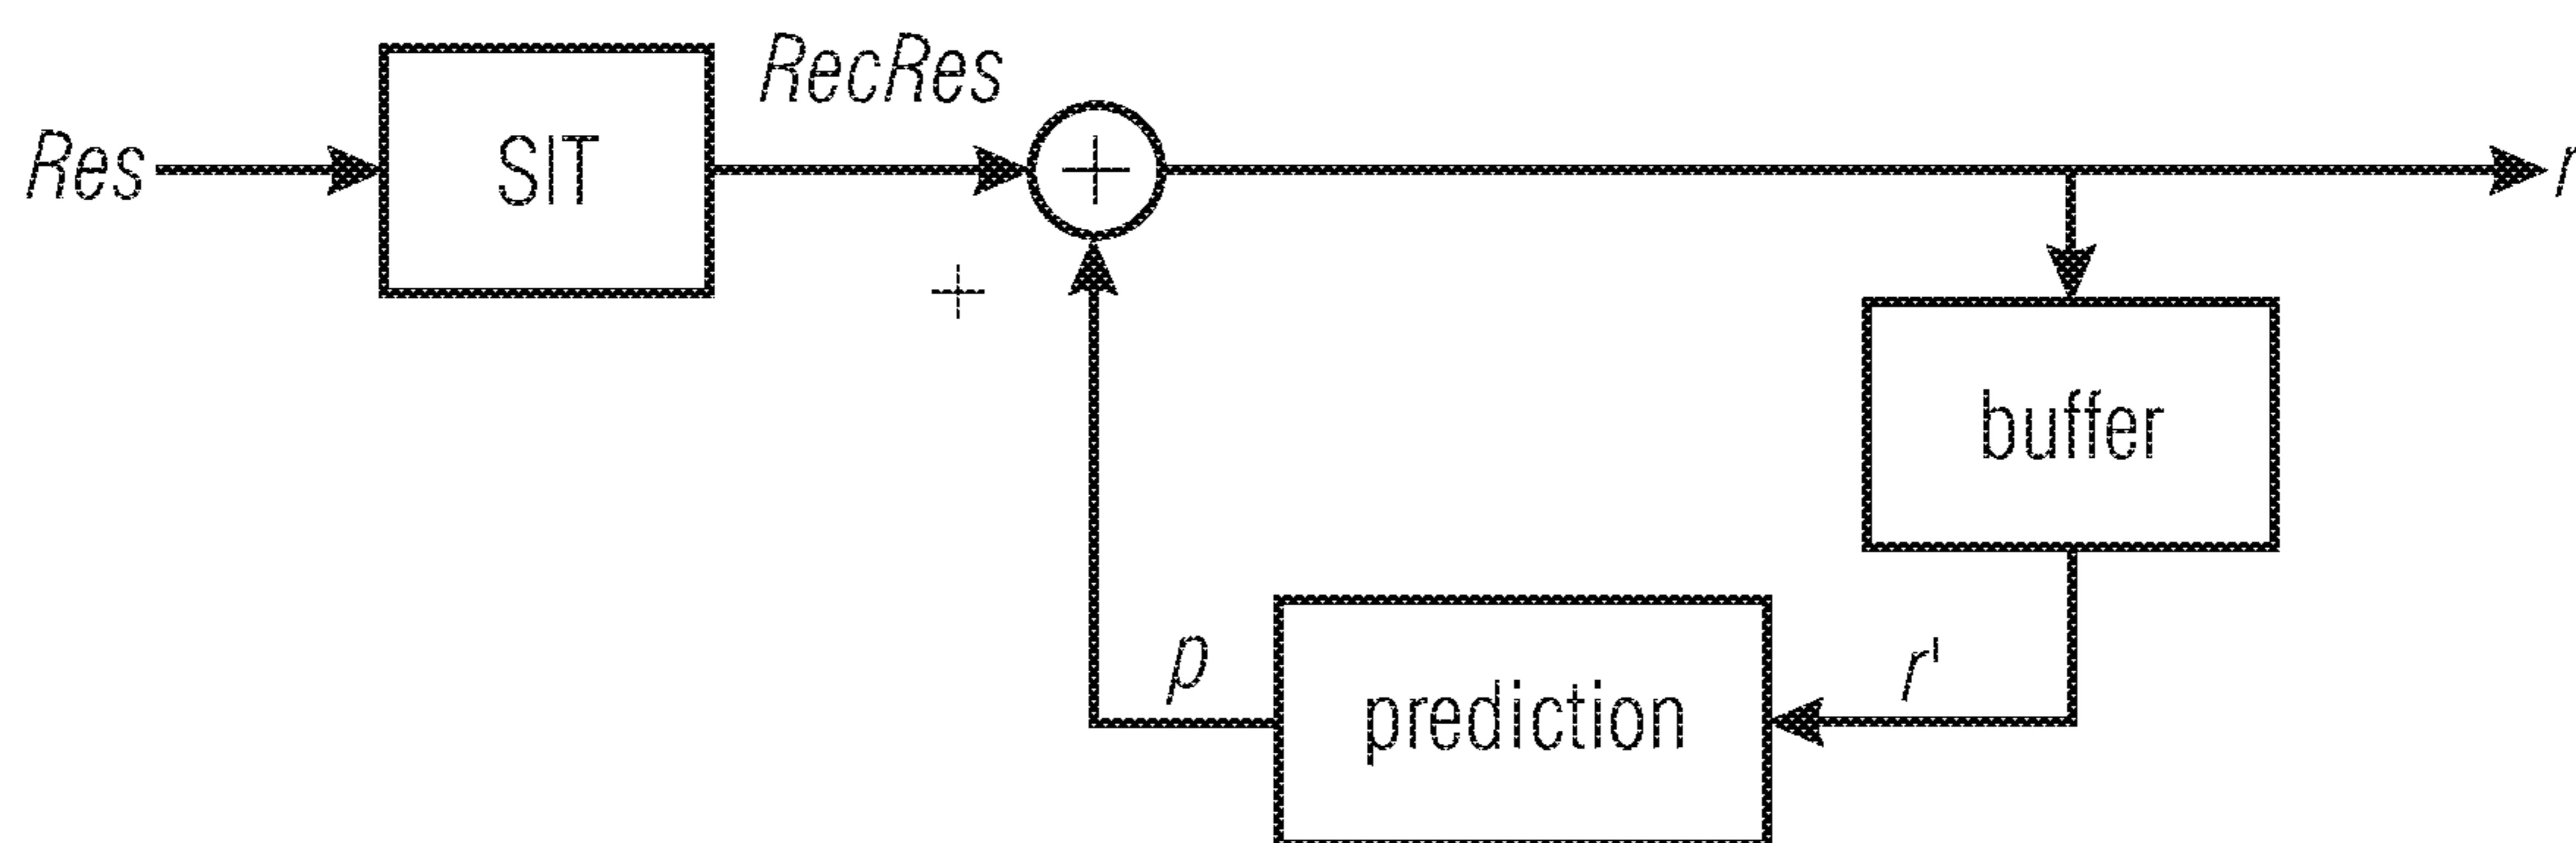 RecRes
Res
SIT
+
r
+
buffer
p
prediction
r'